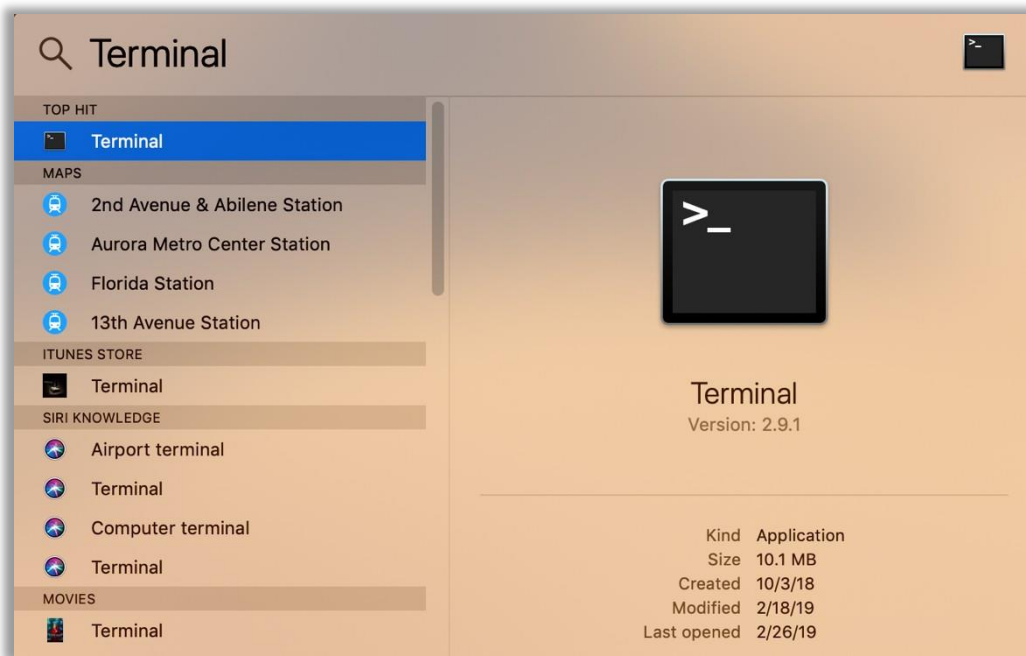 Terminal
TOP HIT
Terminal
MAPS
2nd Avenue & Abilene Station
Aurora Metro Center Station
Florida Station
13th Avenue Station
ITUNES STORE
Terminal
SIRI KNOWLEDGE
Airport terminal
Terminal
Computer terminal
Terminal
MOVIES
Terminal
>_
Terminal
Version: 2.9.1
Kind Application
Size 10.1 MB
Created 10/3/18
Modified 2/18/19
Last opened 2/26/19